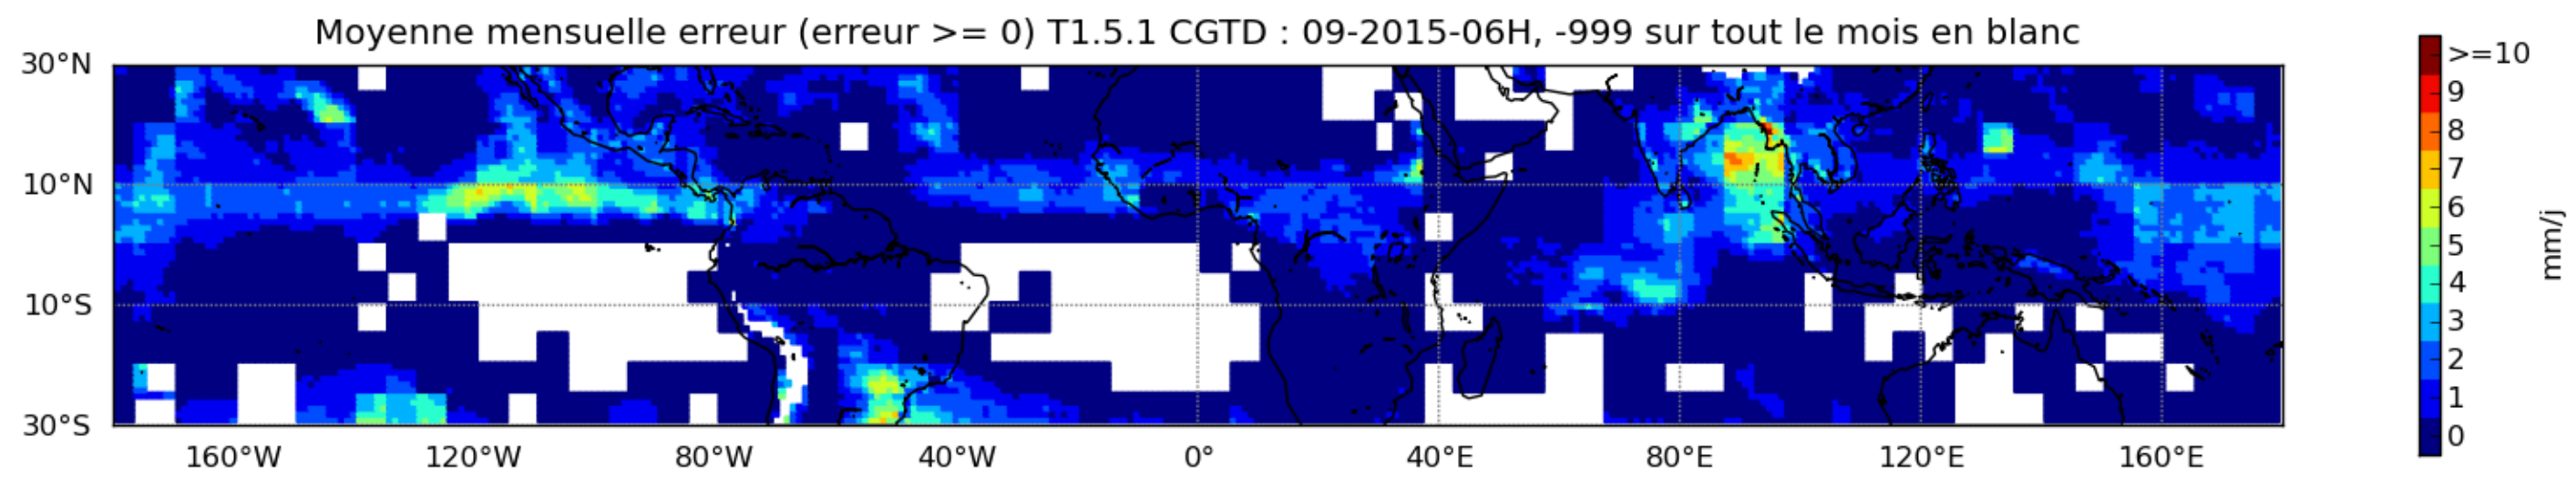 Moyenne mensuelle erreur (erreur >= 0) T1.5.1 CGTD : 09-2015-06H, -999 sur tout le mois en blanc
30°N
10°N
10°S
30°S
160°W 120°W 80°W 40°W 0° 40°E 80°E 120°E 160°E
>=10
9
8
7
6
5
4
3
2
1
0
mm/j